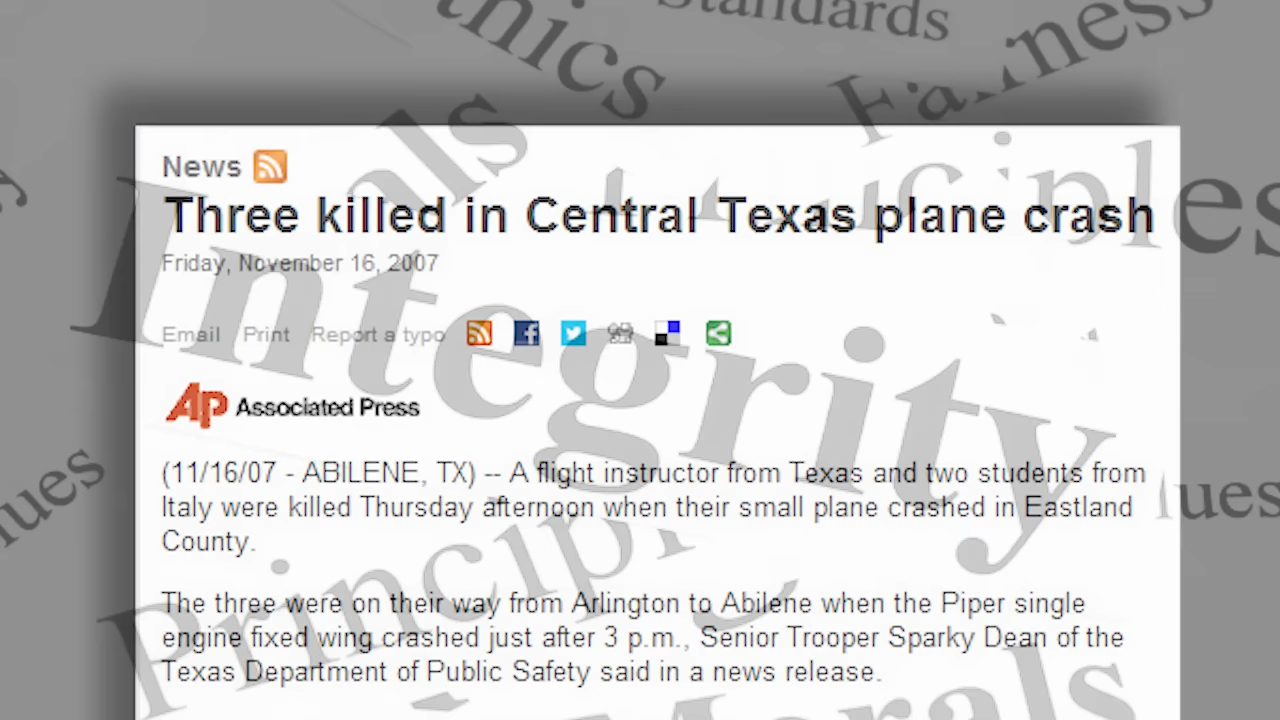 Standards
Fairness
News
Three killed in Central Texas plane crash
Friday, November 16, 2007
Integrity
Email Print Report a typo
AP Associated Press
(11/16/07 - ABILENE, TX) -- A flight instructor from Texas and two students from
Italy were killed Thursday afternoon when their small plane crashed in Eastland
County.
The three were on their way from Arlington to Abilene when the Piper single
engine fixed wing crashed just after 3 p.m., Senior Trooper Sparky Dean of the
Texas Department of Public Safety said in a news release.
Morals